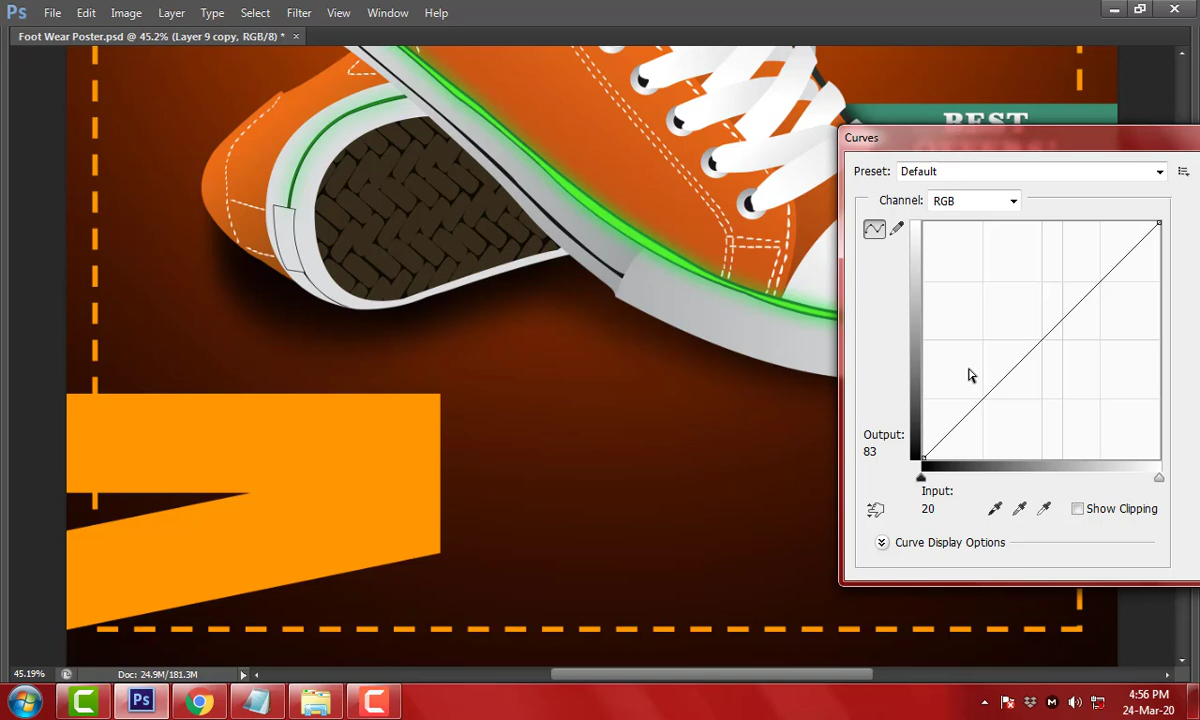 Ps File Edit Image Layer Type Select Filter View Window Help
Foot Wear Poster.psd @ 45.2% (Layer 9 copy, RGB/8) *
BEST
Curves
Preset: Default
Channel: RGB
Output:
83
Input:
20
Show Clipping
Curve Display Options
45.19% Doc: 24.9M/181.3M
Ps
4:56 PM
24-Mar-20